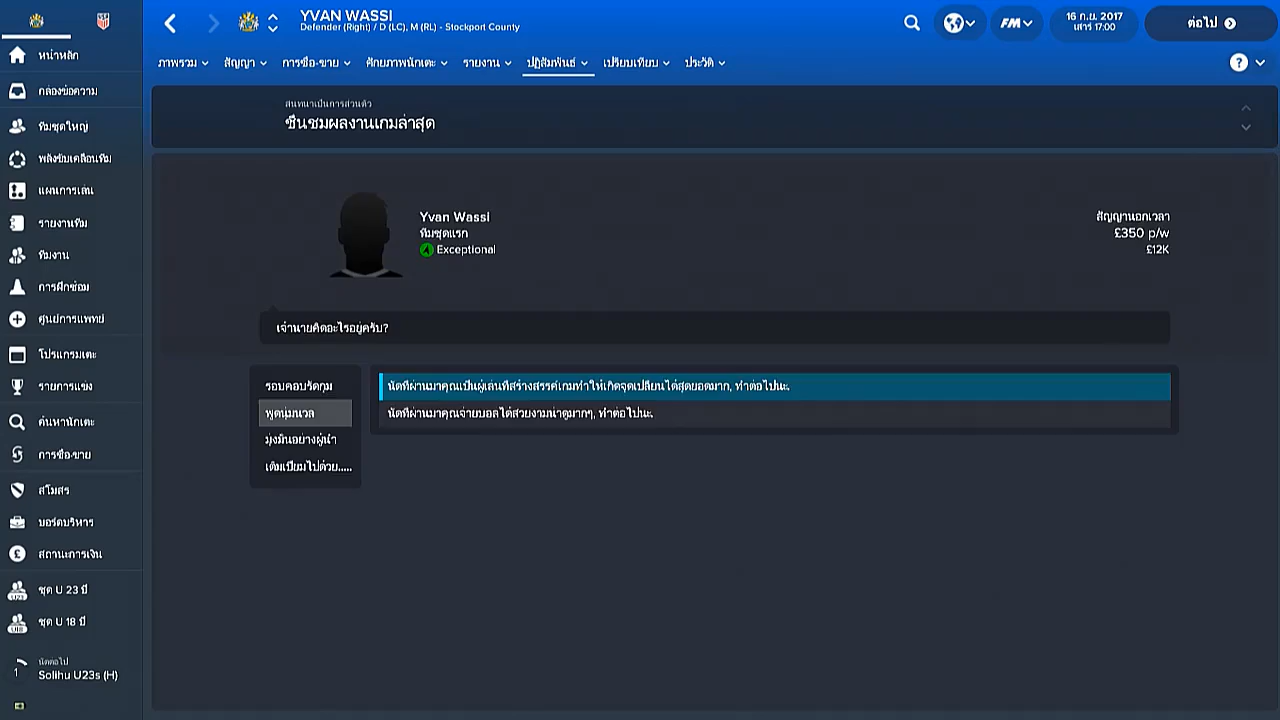 YVAN WASSI
Defender (Right) / D (LC), M (RL) - Stockport County
FM
16 ก.ย. 2017
เสาร์ 17:00
ต่อไป
ภาพรวม
สัญญา
การซื้อ-ขาย
ศักยภาพนักเตะ
รายงาน
ปฏิสัมพันธ์
เปรียบเทียบ
ประวัติ
?
หน้าหลัก
กล่องข้อความ
ทีมชุดใหญ่
พลังขับเคลื่อนทีม
แผนการเล่น
รายงานทีม
ทีมงาน
การฝึกซ้อม
ศูนย์การแพทย์
โปรแกรมเตะ
รายการแข่ง
ค้นหานักเตะ
การซื้อ-ขาย
สโมสร
บอร์ดบริหาร
สถานะการเงิน
ชุด U 23 ปี
ชุด U 18 ปี
นัดต่อไป
1
Solihu U23s (H)
สนทนาเป็นการส่วนตัว
ชื่นชมผลงานเกมล่าสุด
Yvan Wassi
ทีมชุดแรก
Exceptional
สัญญานอกเวลา
£350 p/w
£12K
เจ้านายคิดอะไรอยู่ครับ?
รอบคอบรัดกุม
พูดนุ่มนวล
มุ่งมั่นอย่างผู้นำ
เต็มเปี่ยมไปด้วย.....
นัดที่ผ่านมาคุณเป็นผู้เล่นที่สร้างสรรค์เกมทำให้เกิดจุดเปลี่ยนได้สุดยอดมาก, ทำต่อไปนะ.
นัดที่ผ่านมาคุณจ่ายบอลได้สวยงามน่าดูมากๆ, ทำต่อไปนะ.